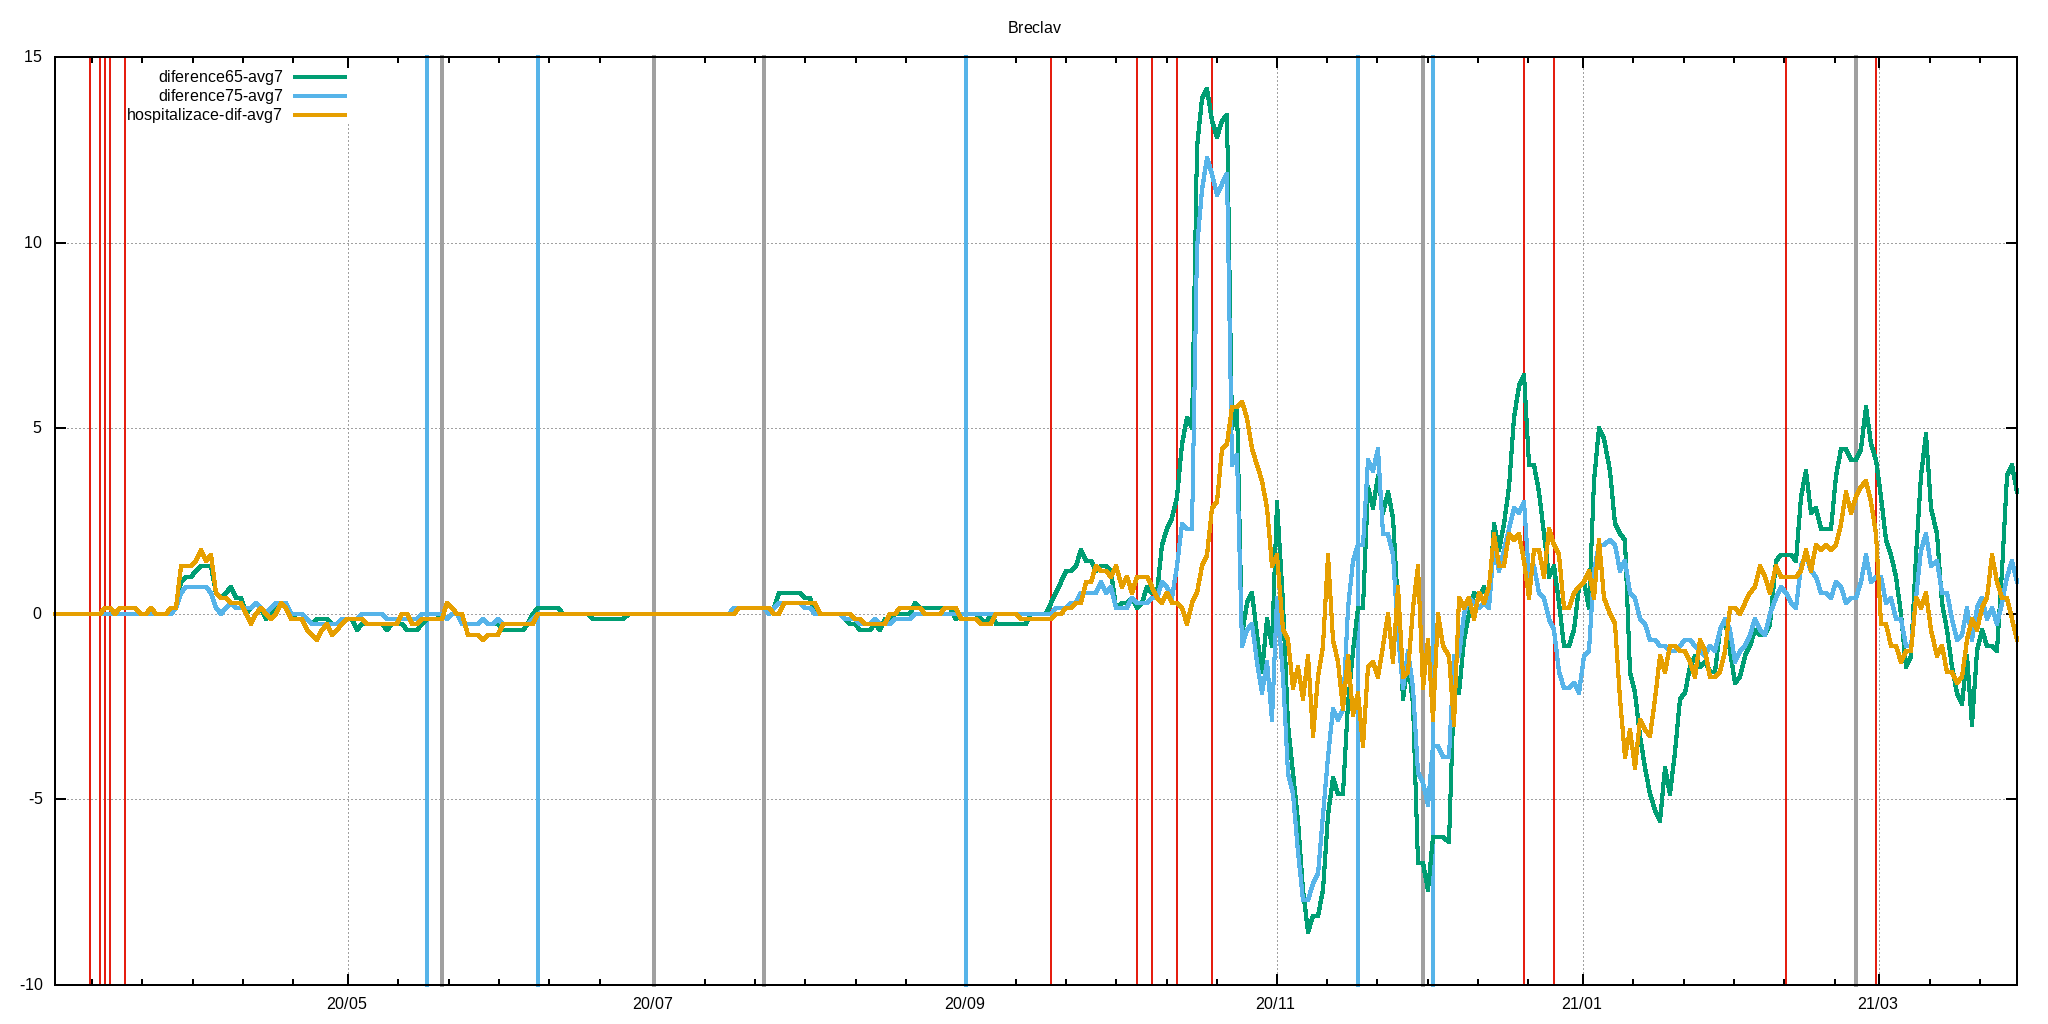 Breclav
15
diference65-avg7
diference75-avg7
hospitalizace-dif-avg7
10
5
0
-5
-10
20/05 20/07 20/09 20/11 21/01 21/03